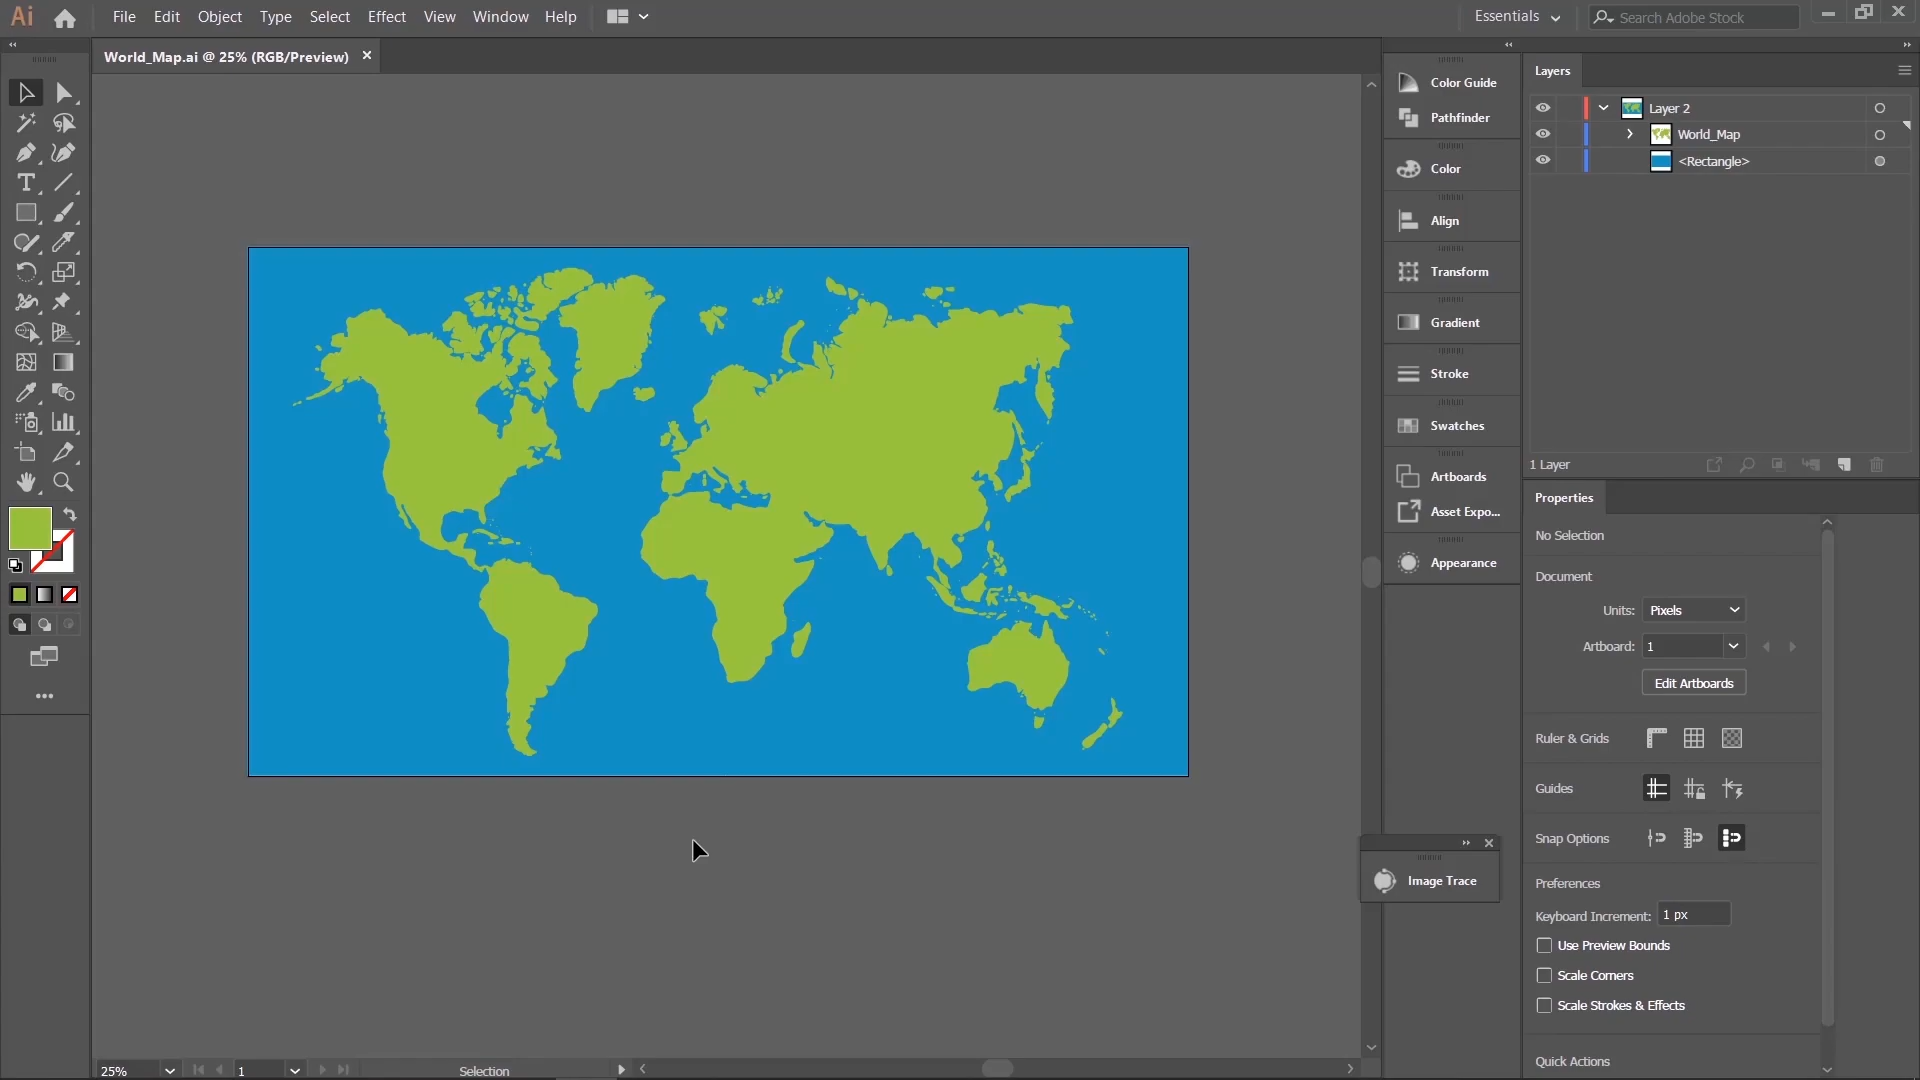 Ai File Edit Object Type Select Effect View Window Help Essentials Search Adobe Stock
World_Map.ai @ 25% (RGB/Preview)
Color Guide
Pathfinder
Color
Align
Transform
Gradient
Stroke
Swatches
Artboards
Asset Expo...
Appearance
Image Trace
Layers
Layer 2
World_Map
<Rectangle>
1 Layer
Properties
No Selection
Document
Units: Pixels
Artboard: 1
Edit Artboards
Ruler & Grids
Guides
Snap Options
Preferences
Keyboard Increment: 1 px
Use Preview Bounds
Scale Corners
Scale Strokes & Effects
Quick Actions
25% 1 Selection